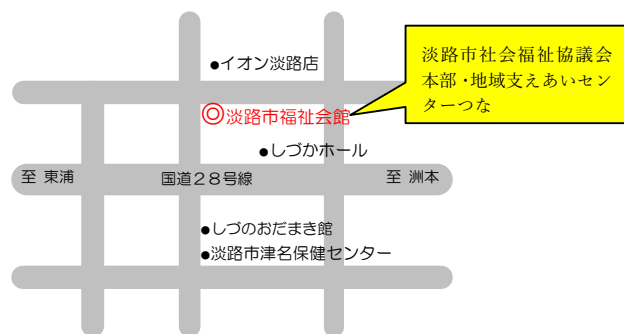 ●イオン淡路店
淡路市社会福祉協議会
本部・地域支えあいセン
ターつな
◎淡路市福祉会館
●しづかホール
至 東浦
国道28号線
至 洲本
●しづのおだまき館
●淡路市津名保健センター